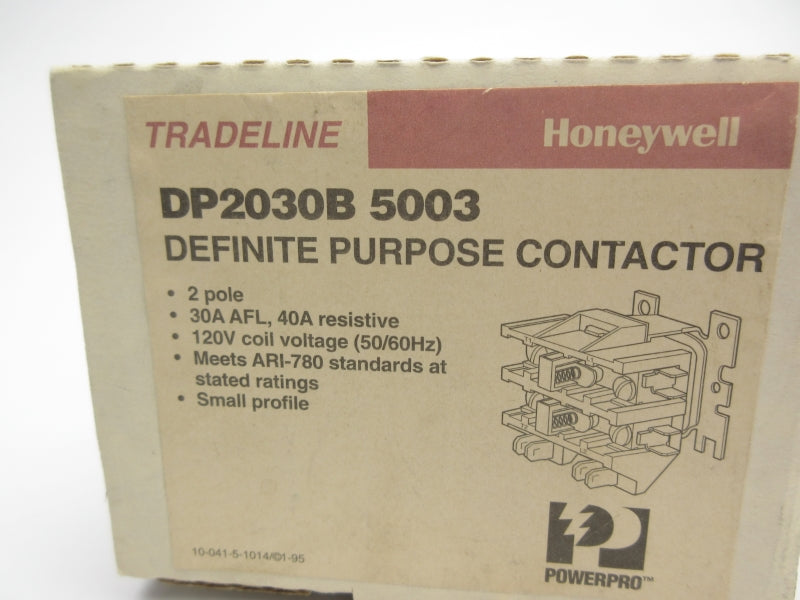 TRADELINE
Honeywell
DP2030B 5003
DEFINITE PURPOSE CONTACTOR
• 2 pole
• 30A AFL, 40A resistive
• 120V coil voltage (50/60Hz)
• Meets ARI-780 standards at
stated ratings
• Small profile
10-041-5-1014/©1-95
POWERPRO™